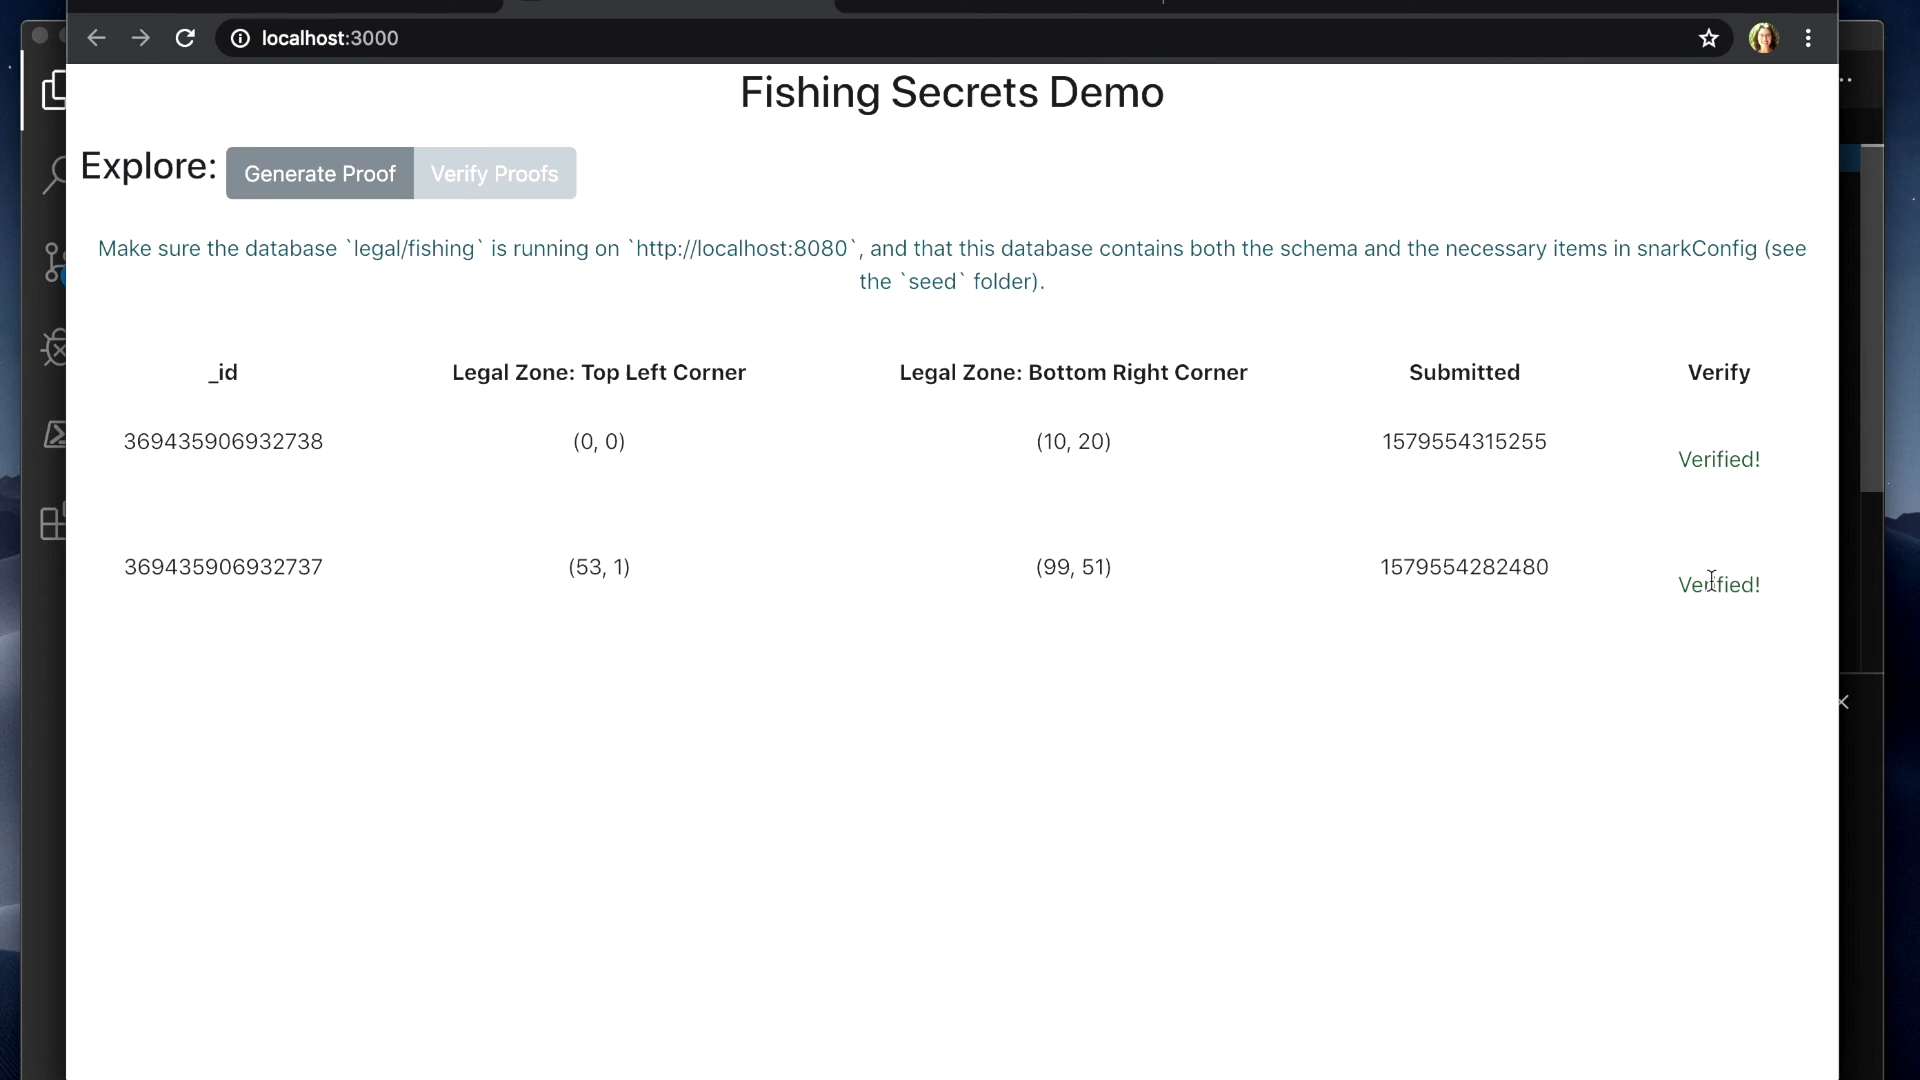 localhost:3000
Fishing Secrets Demo
Explore: Generate Proof Verify Proofs
Make sure the database `legal/fishing` is running on `http://localhost:8080`, and that this database contains both the schema and the necessary items in snarkConfig (see
the `seed` folder).
_id Legal Zone: Top Left Corner Legal Zone: Bottom Right Corner Submitted Verify
369435906932738 (0, 0) (10, 20) 1579554315255 Verified!
369435906932737 (53, 1) (99, 51) 1579554282480 Verified!